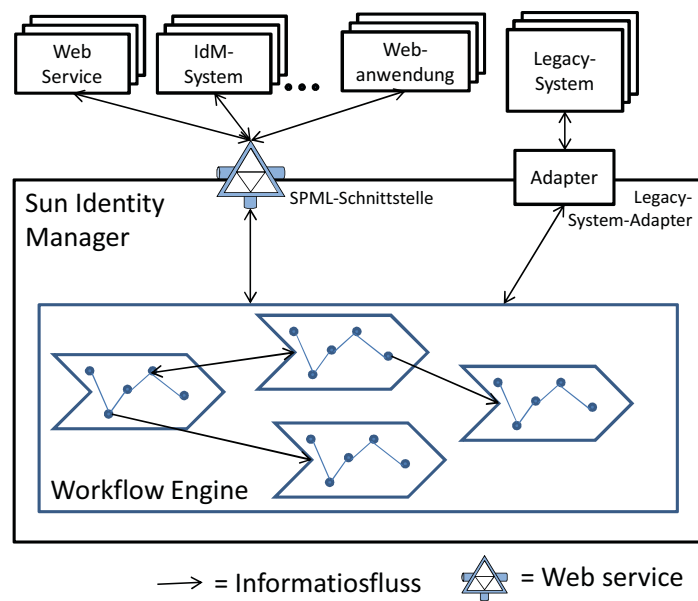 Web
Service
IdM-
System
...
Web-
anwendung
Legacy-
System
Adapter
SPML-Schnittstelle
Legacy-
System-Adapter
Sun Identity
Manager
Workflow Engine
= Informatiosfluss
= Web service